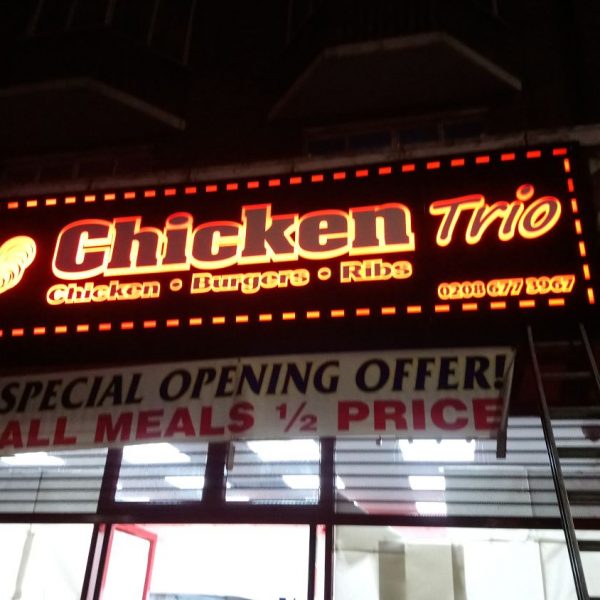 Chicken Trio
Chicken • Burgers • Ribs
0208 677 3967
SPECIAL OPENING OFFER!
ALL MEALS ½ PRICE